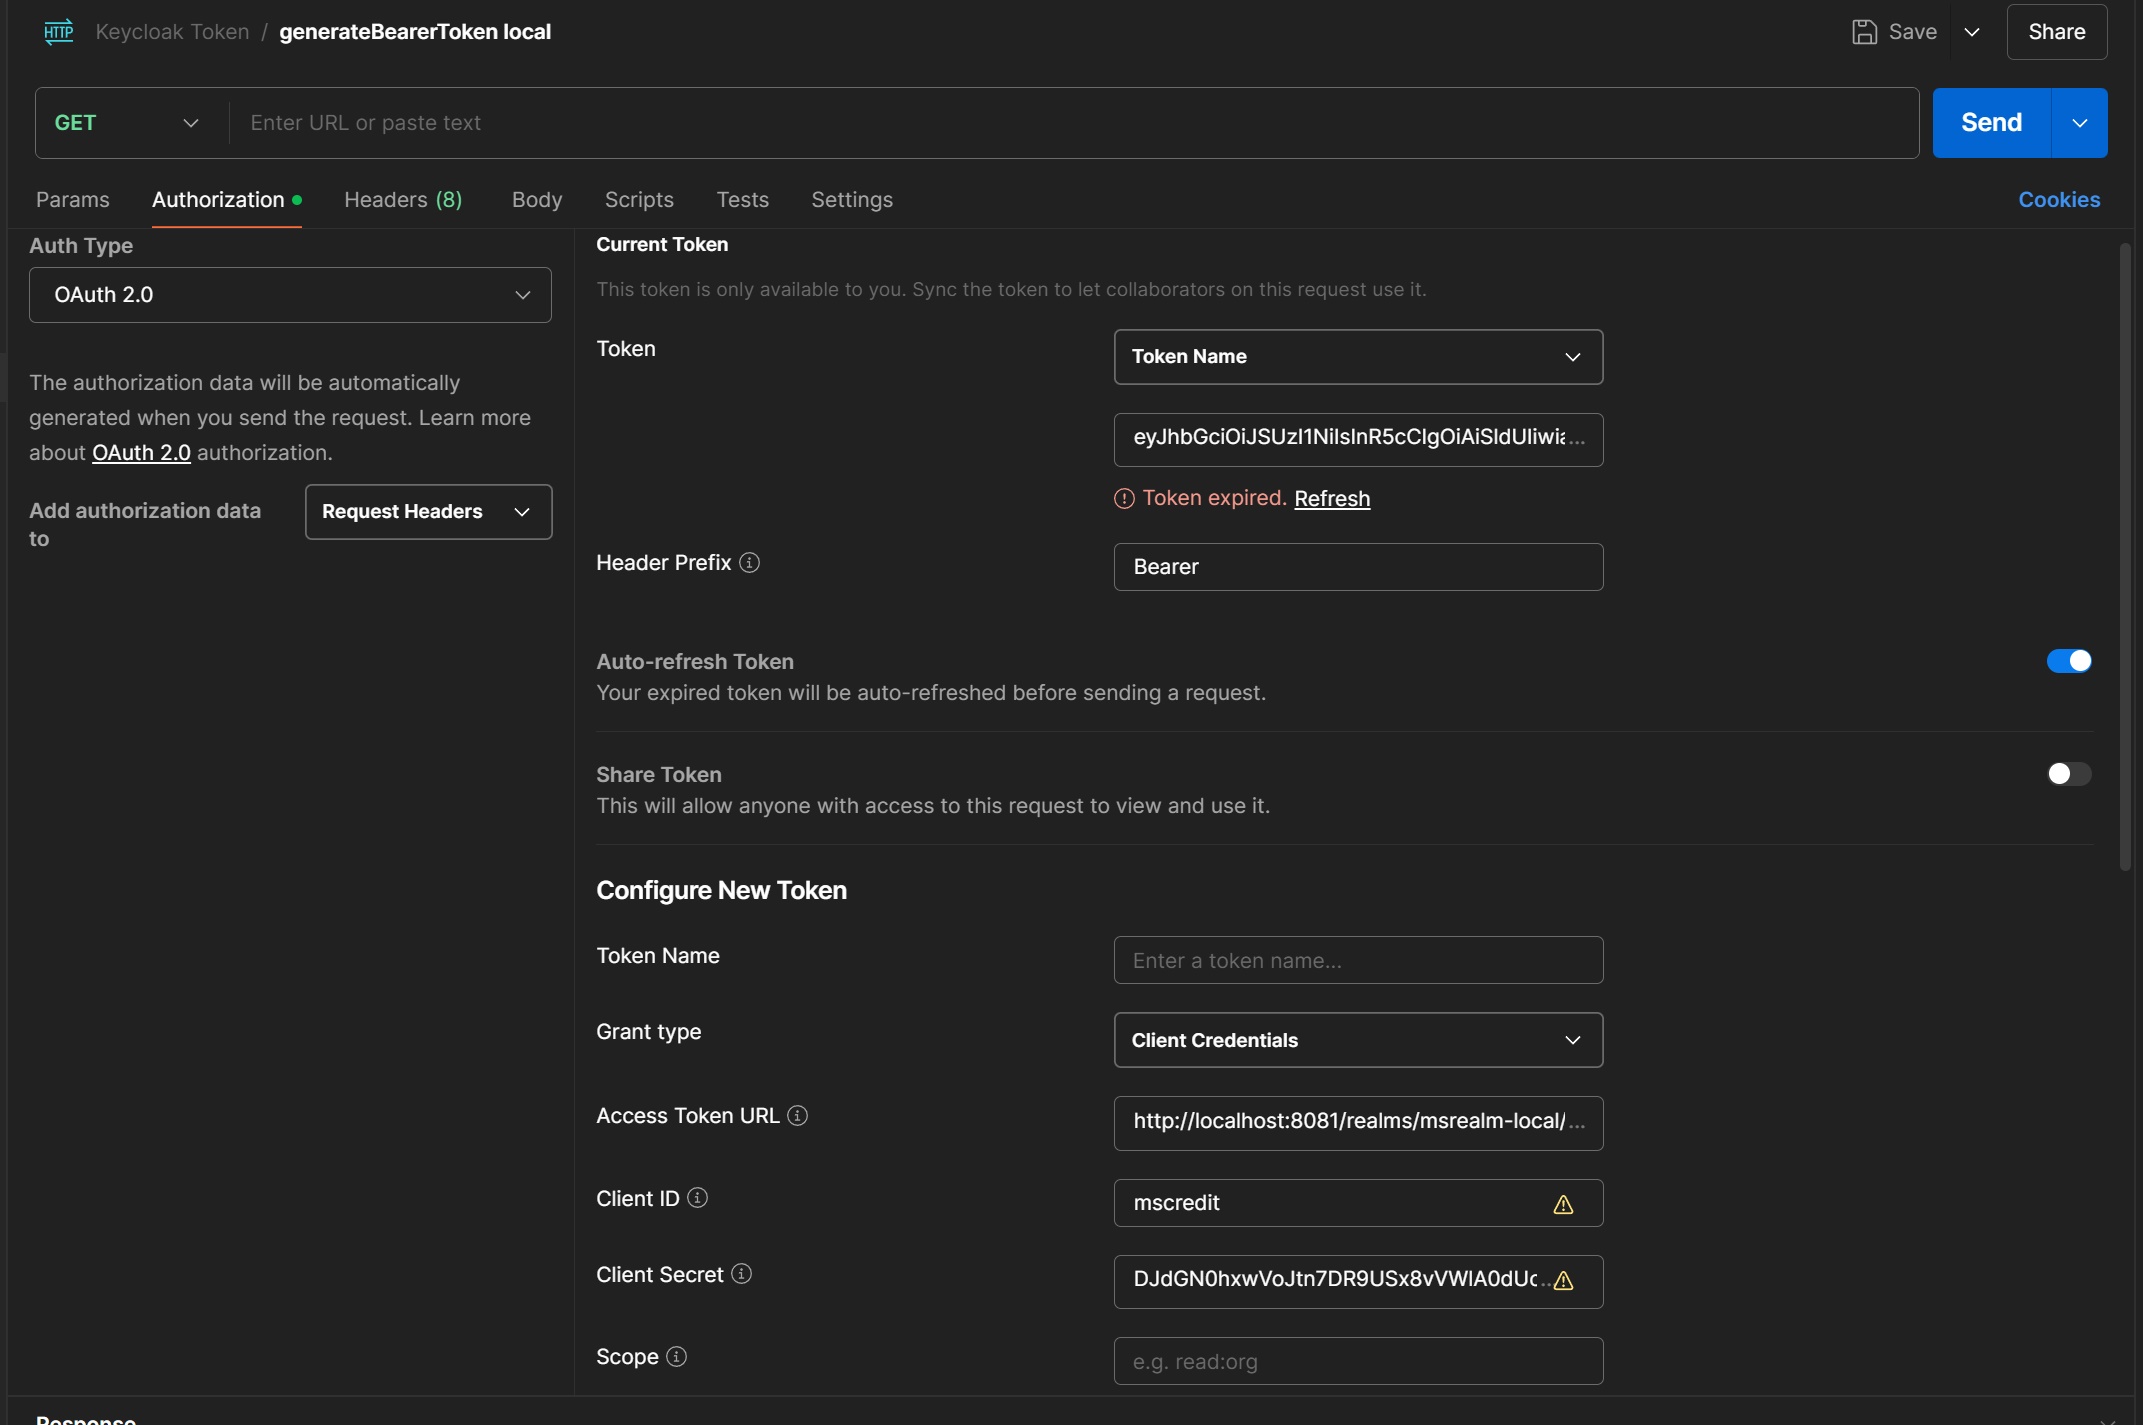 HTTP Keycloak Token / generateBearerToken local Save Share
GET Enter URL or paste text Send
Params Authorization Headers (8) Body Scripts Tests Settings Cookies
Auth Type
OAuth 2.0
The authorization data will be automatically
generated when you send the request. Learn more
about OAuth 2.0 authorization.
Add authorization data
to
Request Headers
Current Token
This token is only available to you. Sync the token to let collaborators on this request use it.
Token
Token Name
eyJhbGciOiJSUzI1NiIsInR5cCIgOiAiSldUIiwia...
Token expired. Refresh
Header Prefix
Bearer
Auto-refresh Token
Your expired token will be auto-refreshed before sending a request.
Share Token
This will allow anyone with access to this request to view and use it.
Configure New Token
Token Name
Enter a token name...
Grant type
Client Credentials
Access Token URL
http://localhost:8081/realms/msrealm-local/...
Client ID
mscredit
Client Secret
DJdGN0hxwVoJtn7DR9USx8vVWlA0dUc...
Scope
e.g. read:org
Response